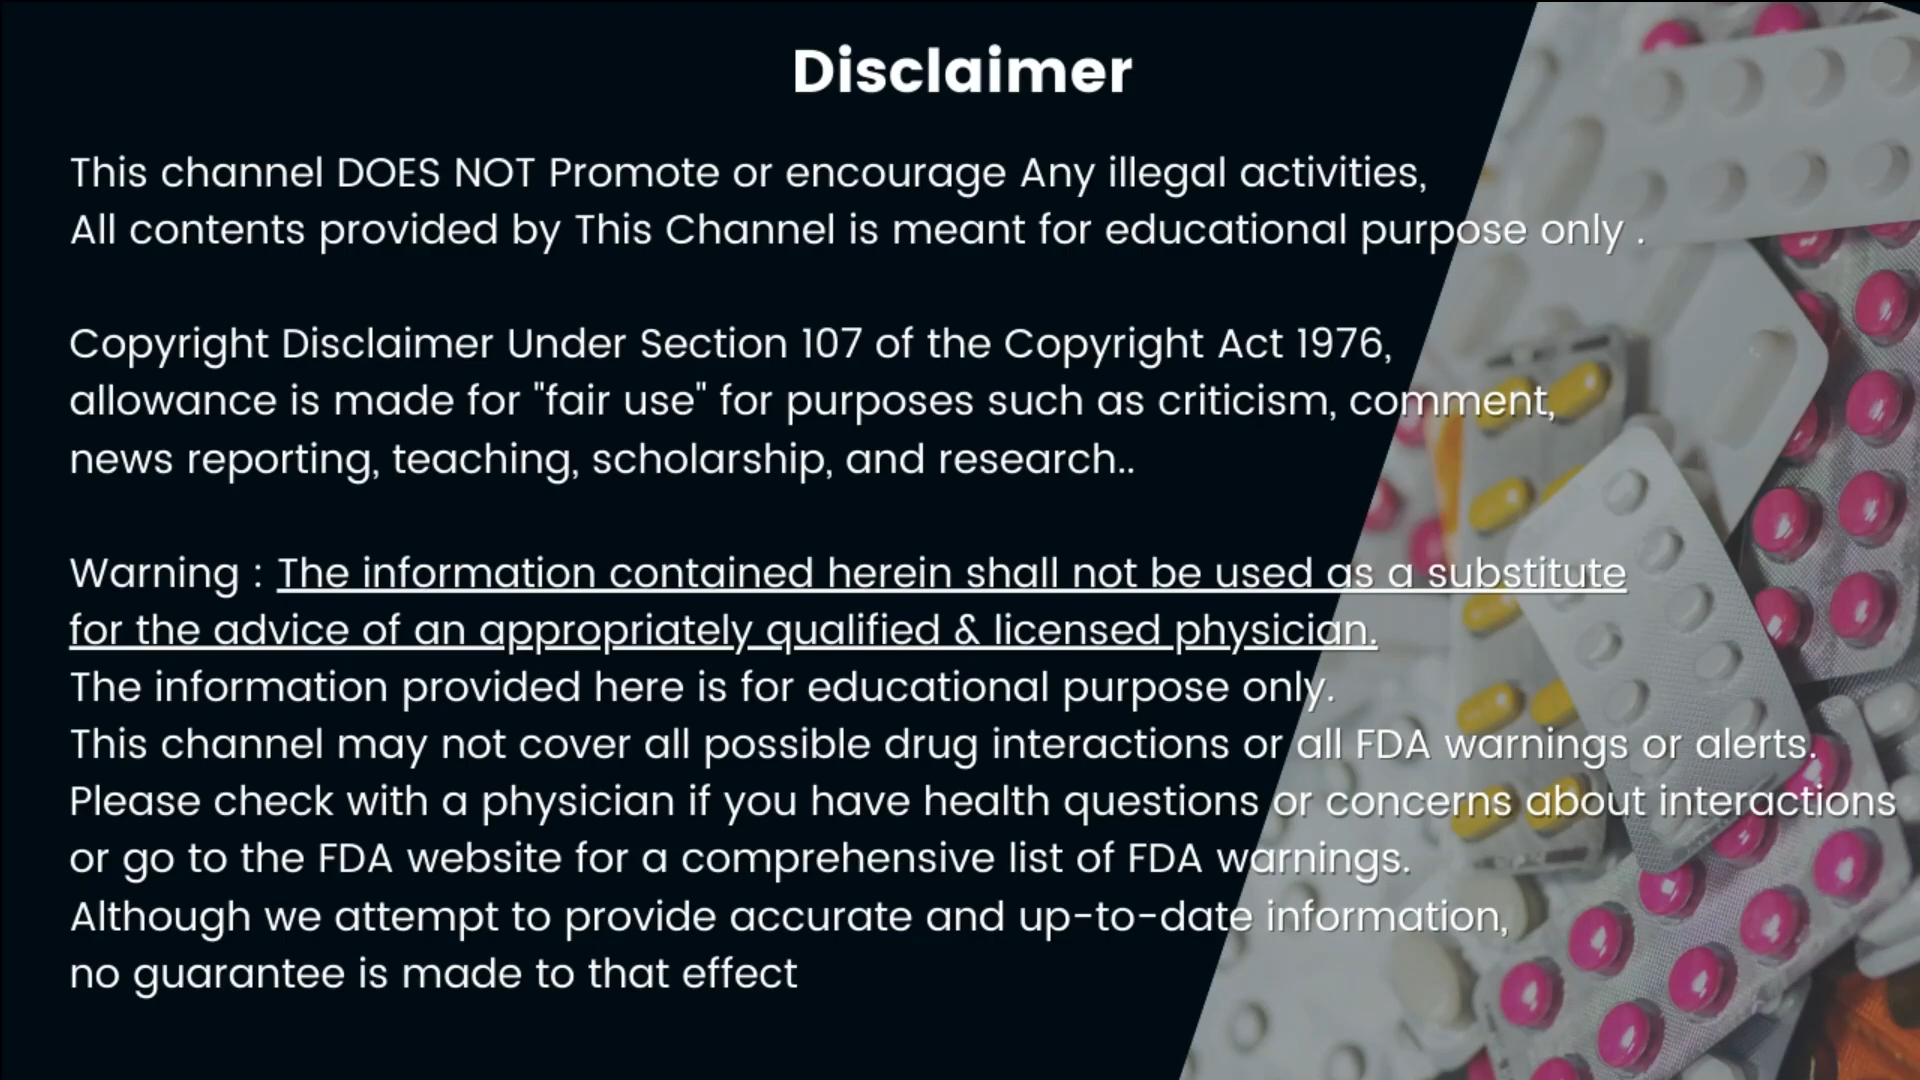 Disclaimer
This channel DOES NOT Promote or encourage Any illegal activities,
All contents provided by This Channel is meant for educational purpose only .
Copyright Disclaimer Under Section 107 of the Copyright Act 1976,
allowance is made for "fair use" for purposes such as criticism, comment,
news reporting, teaching, scholarship, and research..
Warning : The information contained herein shall not be used as a substitute
for the advice of an appropriately qualified & licensed physician.
The information provided here is for educational purpose only.
This channel may not cover all possible drug interactions or all FDA warnings or alerts.
Please check with a physician if you have health questions or concerns about interactions
or go to the FDA website for a comprehensive list of FDA warnings.
Although we attempt to provide accurate and up-to-date information,
no guarantee is made to that effect